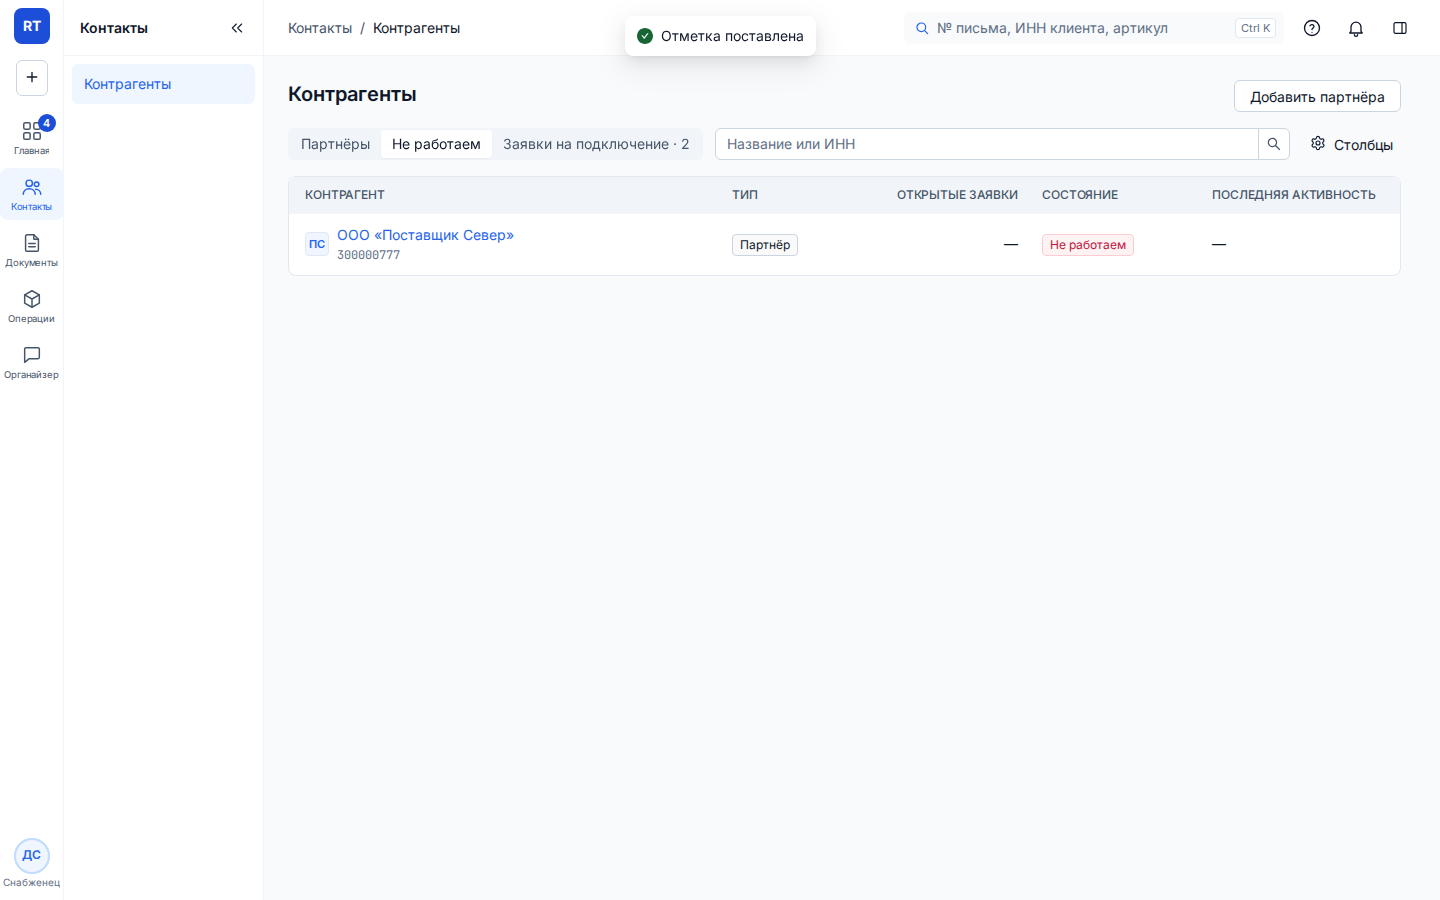 RT
Контакты
Контакты / Контрагенты
Отметка поставлена
№ письма, ИНН клиента, артикул
Ctrl K
+
4
Главная
Контакты
Документы
Операции
Органайзер
ДС
Снабженец
Контрагенты
Контрагенты
Добавить партнёра
Партнёры
Не работаем
Заявки на подключение · 2
Название или ИНН
Столбцы
КОНТРАГЕНТ
ТИП
ОТКРЫТЫЕ ЗАЯВКИ
СОСТОЯНИЕ
ПОСЛЕДНЯЯ АКТИВНОСТЬ
ПС
ООО «Поставщик Север»
300000777
Партнёр
—
Не работаем
—